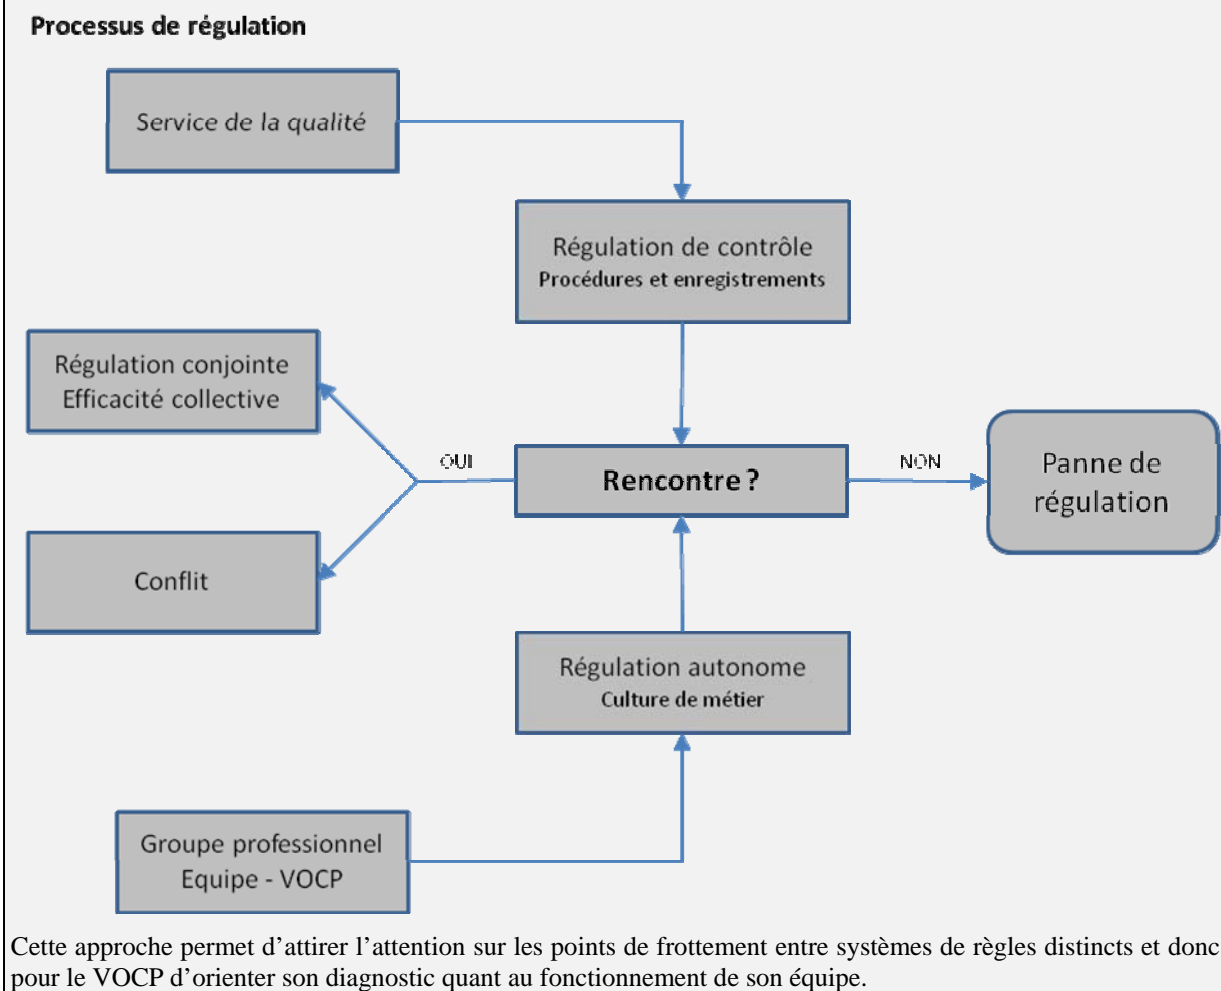 Processus de régulation
Service de la qualité
Régulation de contrôle
Procédures et enregistrements
Régulation conjointe
Efficacité collective
OUI
Rencontre ?
NON
Panne de
régulation
Conflit
Régulation autonome
Culture de métier
Groupe professionnel
Equipe - VOCP
Cette approche permet d’attirer l’attention sur les points de frottement entre systèmes de règles distincts et donc
pour le VOCP d’orienter son diagnostic quant au fonctionnement de son équipe.